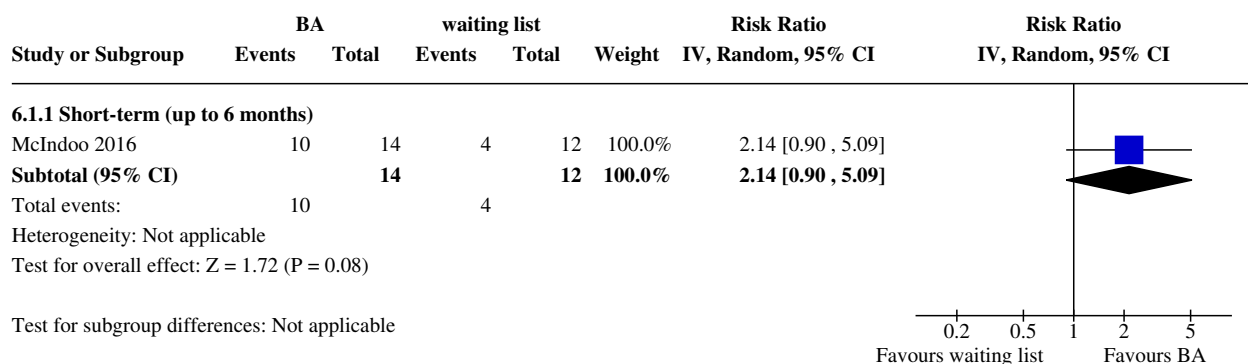 BA waiting list Risk Ratio Risk Ratio
Study or Subgroup Events Total Events Total Weight IV, Random, 95% CI IV, Random, 95% CI
6.1.1 Short-term (up to 6 months)
McIndoo 2016 10 14 4 12 100.0% 2.14 [0.90 , 5.09]
Subtotal (95% CI) 14 12 100.0% 2.14 [0.90 , 5.09]
Total events: 10 4
Heterogeneity: Not applicable
Test for overall effect: Z = 1.72 (P = 0.08)
Test for subgroup differences: Not applicable
0.2 0.5 1 2 5
Favours waiting list Favours BA